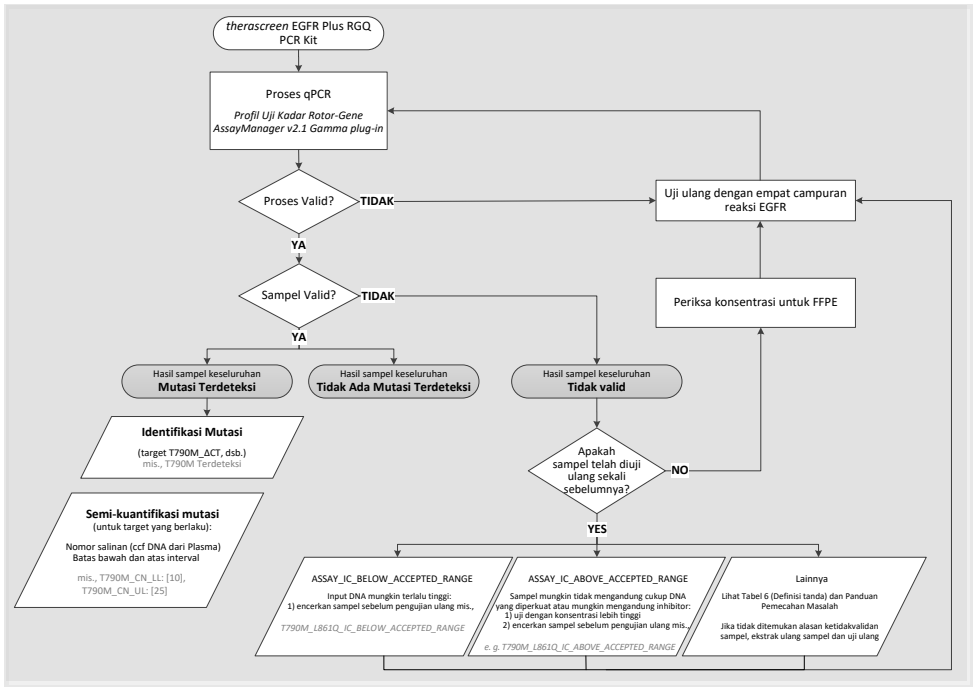 therascreen EGFR Plus RGQ
PCR Kit
Proses qPCR
Profil Uji Kadar Rotor-Gene
AssayManager v2.1 Gamma plug-in
Proses Valid?
TIDAK
Uji ulang dengan empat campuran
reaksi EGFR
YA
Sampel Valid?
TIDAK
Periksa konsentrasi untuk FFPE
YA
Hasil sampel keseluruhan
Mutasi Terdeteksi
Hasil sampel keseluruhan
Tidak Ada Mutasi Terdeteksi
Hasil sampel keseluruhan
Tidak valid
Identifikasi Mutasi
(target T790M_ΔCT, dsb.)
mis., T790M Terdeteksi
Apakah
sampel telah diuji
ulang sekali
sebelumnya?
NO
Semi-kuantifikasi mutasi
(untuk target yang berlaku):
Nomor salinan (ccf DNA dari Plasma)
Batas bawah dan atas interval
mis., T790M_CN_LL: [10],
T790M_CN_UL: [25]
YES
ASSAY_IC_BELOW_ACCEPTED_RANGE
Input DNA mungkin terlalu tinggi:
1) encerkan sampel sebelum pengujian ulang mis.,
T790M_L861Q_IC_BELOW_ACCEPTED_RANGE
ASSAY_IC_ABOVE_ACCEPTED_RANGE
Sampel mungkin tidak mengandung cukup DNA
yang diperkuat atau mungkin mengandung inhibitor:
1) uji dengan konsentrasi lebih tinggi
2) encerkan sampel sebelum pengujian ulang mis.,
e. g. T790M_L861Q_IC_ABOVE_ACCEPTED_RANGE
Lainnya
Lihat Tabel 6 (Definisi tanda) dan Panduan
Pemecahan Masalah
Jika tidak ditemukan alasan ketidakvalidan
sampel, ekstrak ulang sampel dan uji ulang